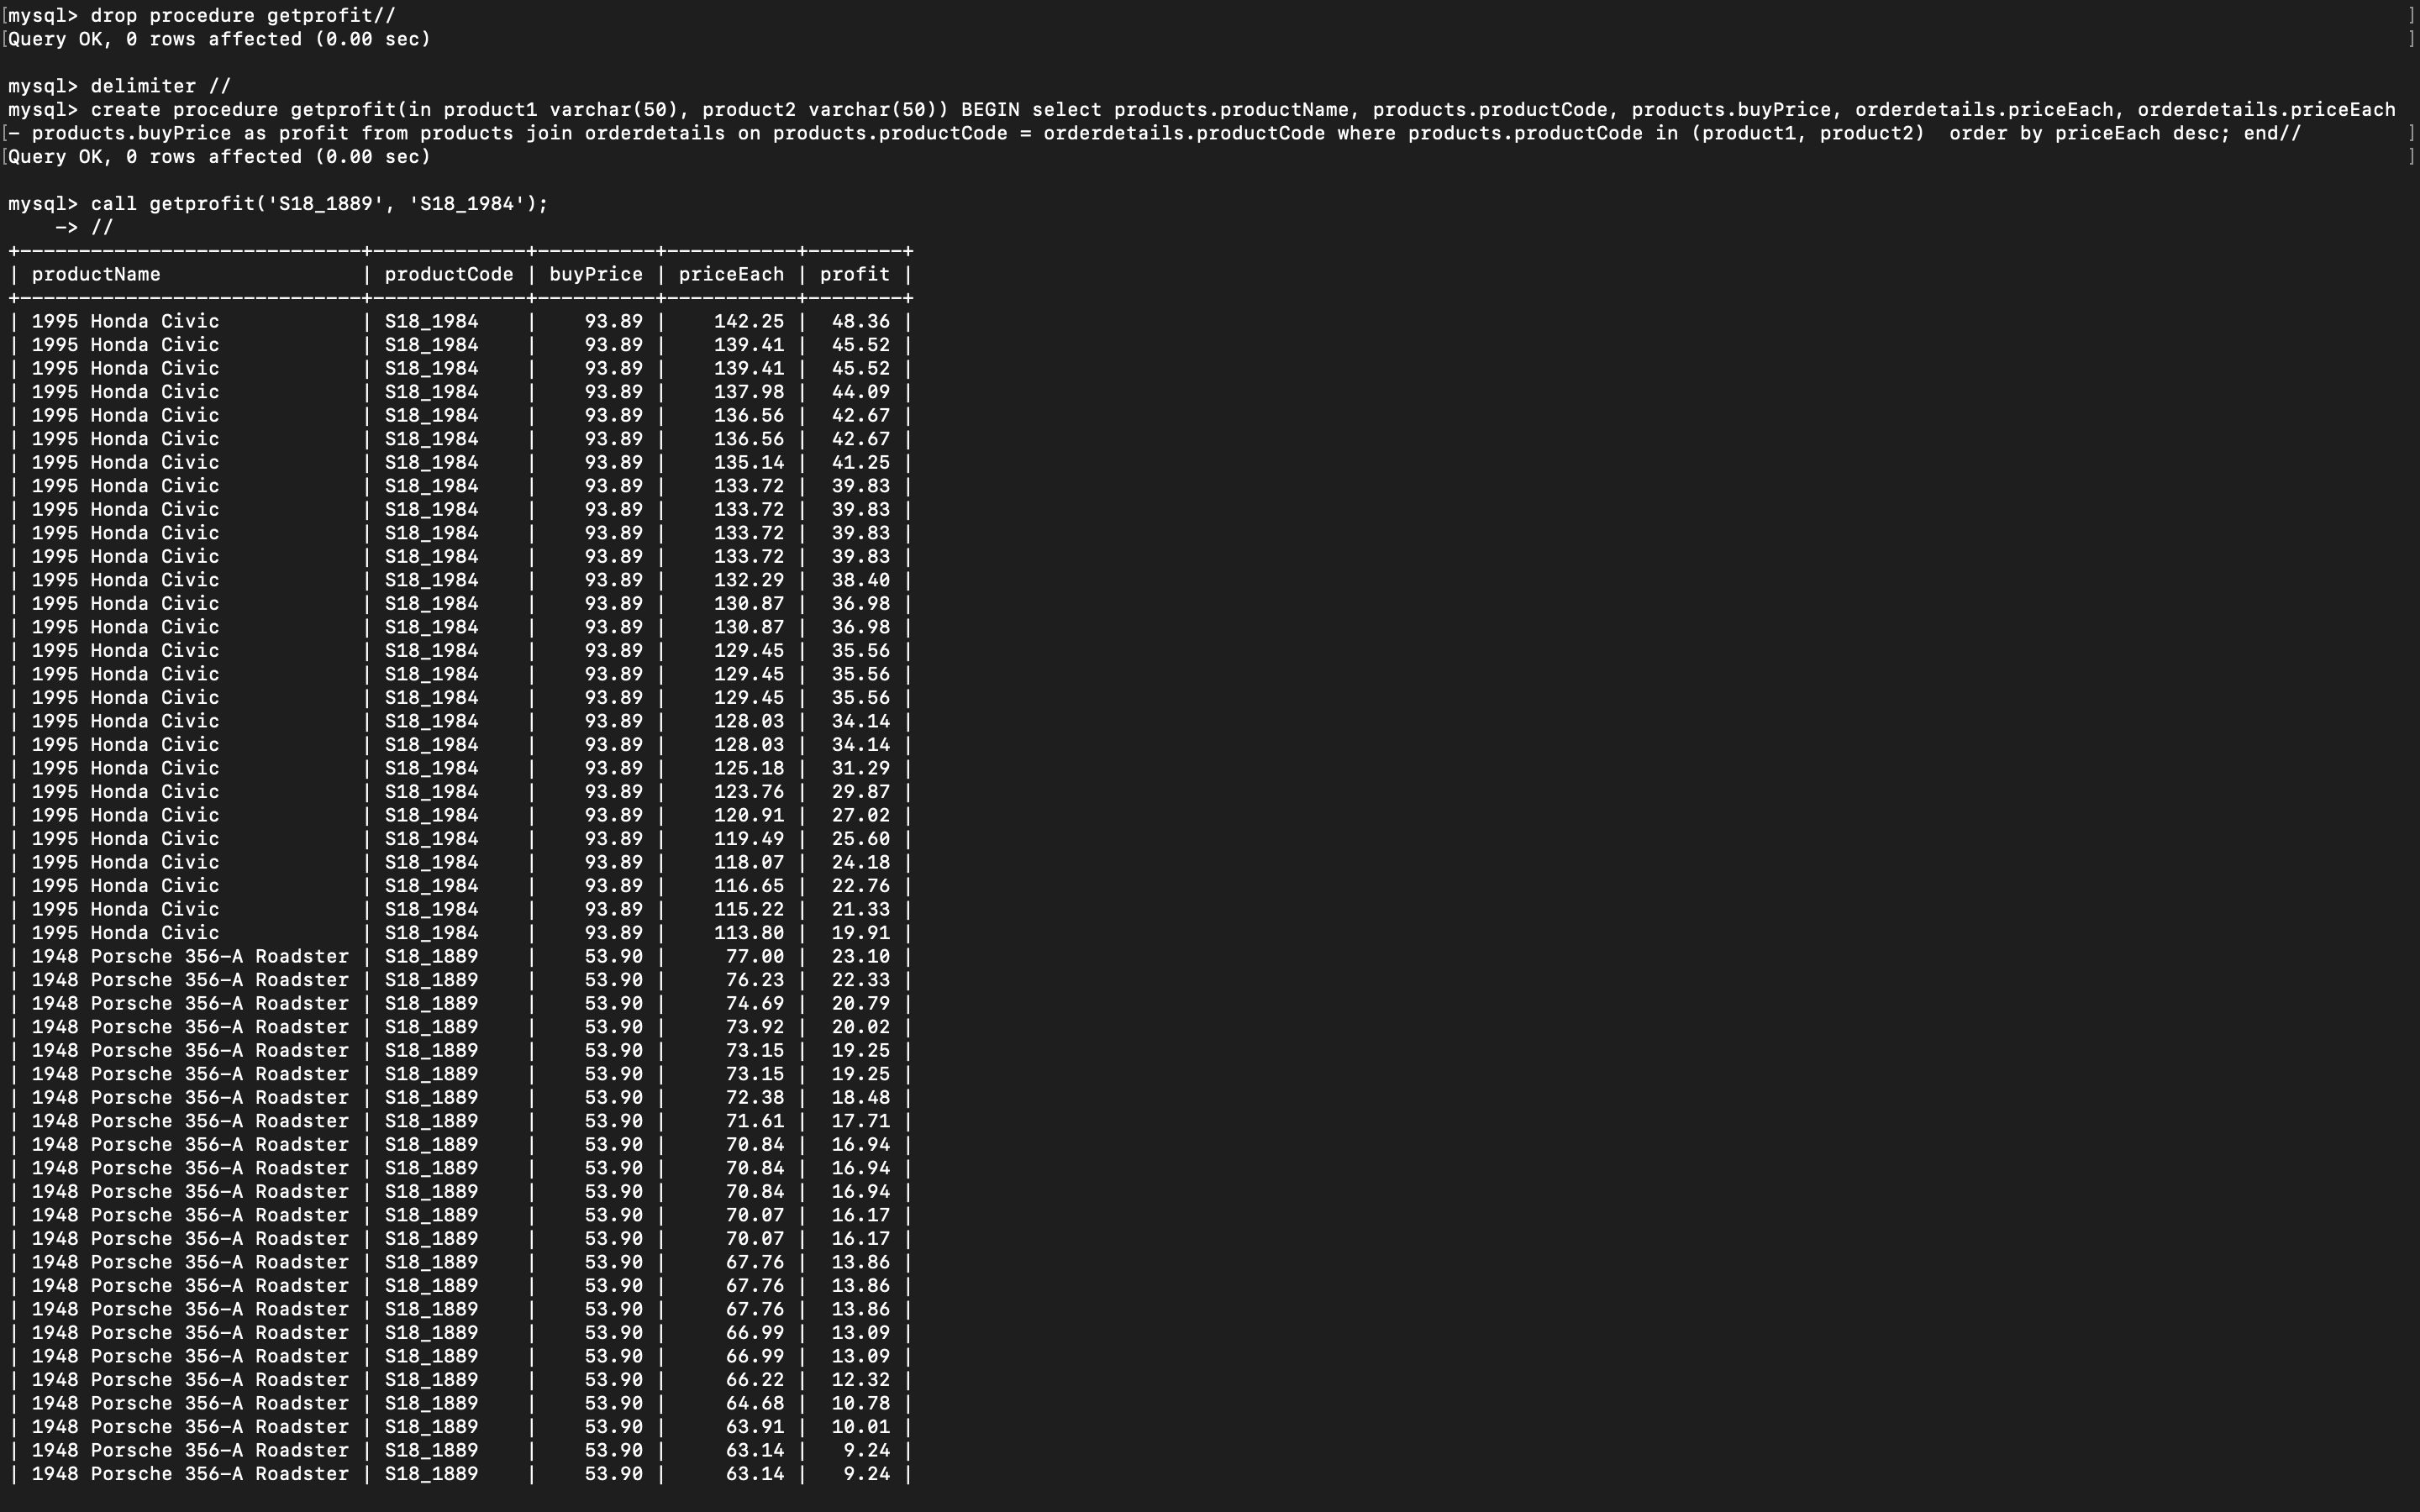 [mysql> drop procedure getprofit// ]
[Query OK, 0 rows affected (0.00 sec) ]
mysql> delimiter //
mysql> create procedure getprofit(in product1 varchar(50), product2 varchar(50)) BEGIN select products.productName, products.productCode, products.buyPrice, orderdetails.priceEach, orderdetails.priceEach
[- products.buyPrice as profit from products join orderdetails on products.productCode = orderdetails.productCode where products.productCode in (product1, product2)  order by priceEach desc; end// ]
[Query OK, 0 rows affected (0.00 sec) ]
mysql> call getprofit('S18_1889', 'S18_1984');
    -> //
+-----------------------------+-------------+----------+-----------+--------+
| productName                 | productCode | buyPrice | priceEach | profit |
+-----------------------------+-------------+----------+-----------+--------+
| 1995 Honda Civic            | S18_1984    |    93.89 |    142.25 |  48.36 |
| 1995 Honda Civic            | S18_1984    |    93.89 |    139.41 |  45.52 |
| 1995 Honda Civic            | S18_1984    |    93.89 |    139.41 |  45.52 |
| 1995 Honda Civic            | S18_1984    |    93.89 |    137.98 |  44.09 |
| 1995 Honda Civic            | S18_1984    |    93.89 |    136.56 |  42.67 |
| 1995 Honda Civic            | S18_1984    |    93.89 |    136.56 |  42.67 |
| 1995 Honda Civic            | S18_1984    |    93.89 |    135.14 |  41.25 |
| 1995 Honda Civic            | S18_1984    |    93.89 |    133.72 |  39.83 |
| 1995 Honda Civic            | S18_1984    |    93.89 |    133.72 |  39.83 |
| 1995 Honda Civic            | S18_1984    |    93.89 |    133.72 |  39.83 |
| 1995 Honda Civic            | S18_1984    |    93.89 |    133.72 |  39.83 |
| 1995 Honda Civic            | S18_1984    |    93.89 |    132.29 |  38.40 |
| 1995 Honda Civic            | S18_1984    |    93.89 |    130.87 |  36.98 |
| 1995 Honda Civic            | S18_1984    |    93.89 |    130.87 |  36.98 |
| 1995 Honda Civic            | S18_1984    |    93.89 |    129.45 |  35.56 |
| 1995 Honda Civic            | S18_1984    |    93.89 |    129.45 |  35.56 |
| 1995 Honda Civic            | S18_1984    |    93.89 |    129.45 |  35.56 |
| 1995 Honda Civic            | S18_1984    |    93.89 |    128.03 |  34.14 |
| 1995 Honda Civic            | S18_1984    |    93.89 |    128.03 |  34.14 |
| 1995 Honda Civic            | S18_1984    |    93.89 |    125.18 |  31.29 |
| 1995 Honda Civic            | S18_1984    |    93.89 |    123.76 |  29.87 |
| 1995 Honda Civic            | S18_1984    |    93.89 |    120.91 |  27.02 |
| 1995 Honda Civic            | S18_1984    |    93.89 |    119.49 |  25.60 |
| 1995 Honda Civic            | S18_1984    |    93.89 |    118.07 |  24.18 |
| 1995 Honda Civic            | S18_1984    |    93.89 |    116.65 |  22.76 |
| 1995 Honda Civic            | S18_1984    |    93.89 |    115.22 |  21.33 |
| 1995 Honda Civic            | S18_1984    |    93.89 |    113.80 |  19.91 |
| 1948 Porsche 356-A Roadster | S18_1889    |    53.90 |     77.00 |  23.10 |
| 1948 Porsche 356-A Roadster | S18_1889    |    53.90 |     76.23 |  22.33 |
| 1948 Porsche 356-A Roadster | S18_1889    |    53.90 |     74.69 |  20.79 |
| 1948 Porsche 356-A Roadster | S18_1889    |    53.90 |     73.92 |  20.02 |
| 1948 Porsche 356-A Roadster | S18_1889    |    53.90 |     73.15 |  19.25 |
| 1948 Porsche 356-A Roadster | S18_1889    |    53.90 |     73.15 |  19.25 |
| 1948 Porsche 356-A Roadster | S18_1889    |    53.90 |     72.38 |  18.48 |
| 1948 Porsche 356-A Roadster | S18_1889    |    53.90 |     71.61 |  17.71 |
| 1948 Porsche 356-A Roadster | S18_1889    |    53.90 |     70.84 |  16.94 |
| 1948 Porsche 356-A Roadster | S18_1889    |    53.90 |     70.84 |  16.94 |
| 1948 Porsche 356-A Roadster | S18_1889    |    53.90 |     70.84 |  16.94 |
| 1948 Porsche 356-A Roadster | S18_1889    |    53.90 |     70.07 |  16.17 |
| 1948 Porsche 356-A Roadster | S18_1889    |    53.90 |     70.07 |  16.17 |
| 1948 Porsche 356-A Roadster | S18_1889    |    53.90 |     67.76 |  13.86 |
| 1948 Porsche 356-A Roadster | S18_1889    |    53.90 |     67.76 |  13.86 |
| 1948 Porsche 356-A Roadster | S18_1889    |    53.90 |     67.76 |  13.86 |
| 1948 Porsche 356-A Roadster | S18_1889    |    53.90 |     66.99 |  13.09 |
| 1948 Porsche 356-A Roadster | S18_1889    |    53.90 |     66.99 |  13.09 |
| 1948 Porsche 356-A Roadster | S18_1889    |    53.90 |     66.22 |  12.32 |
| 1948 Porsche 356-A Roadster | S18_1889    |    53.90 |     64.68 |  10.78 |
| 1948 Porsche 356-A Roadster | S18_1889    |    53.90 |     63.91 |  10.01 |
| 1948 Porsche 356-A Roadster | S18_1889    |    53.90 |     63.14 |   9.24 |
| 1948 Porsche 356-A Roadster | S18_1889    |    53.90 |     63.14 |   9.24 |